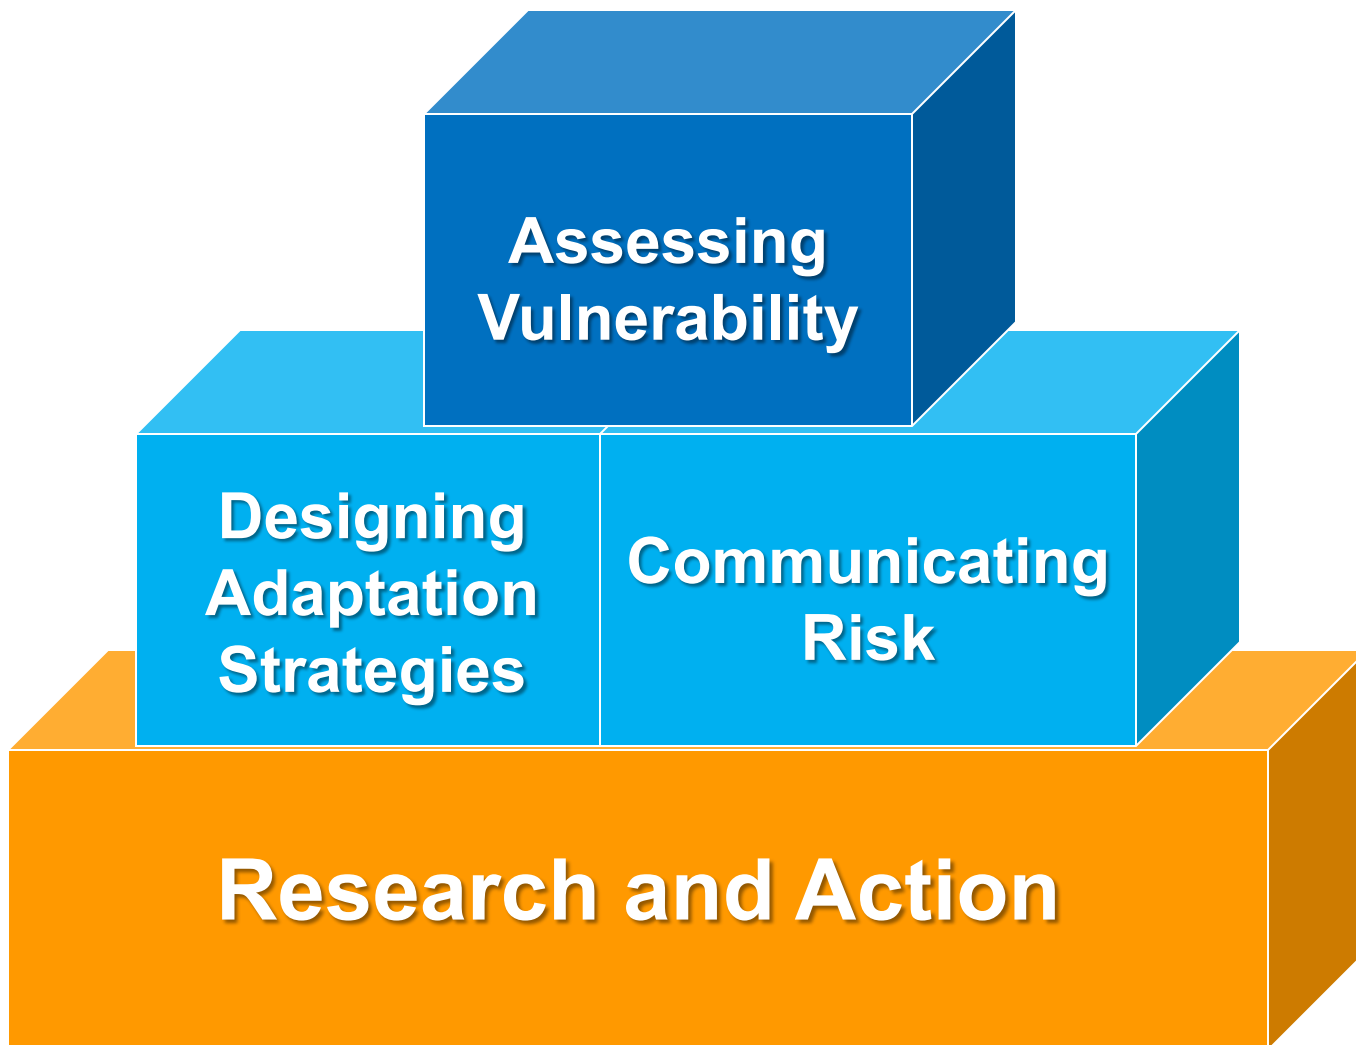 Assessing
Vulnerability
Designing
Adaptation
Strategies
Communicating
Risk
Research and Action